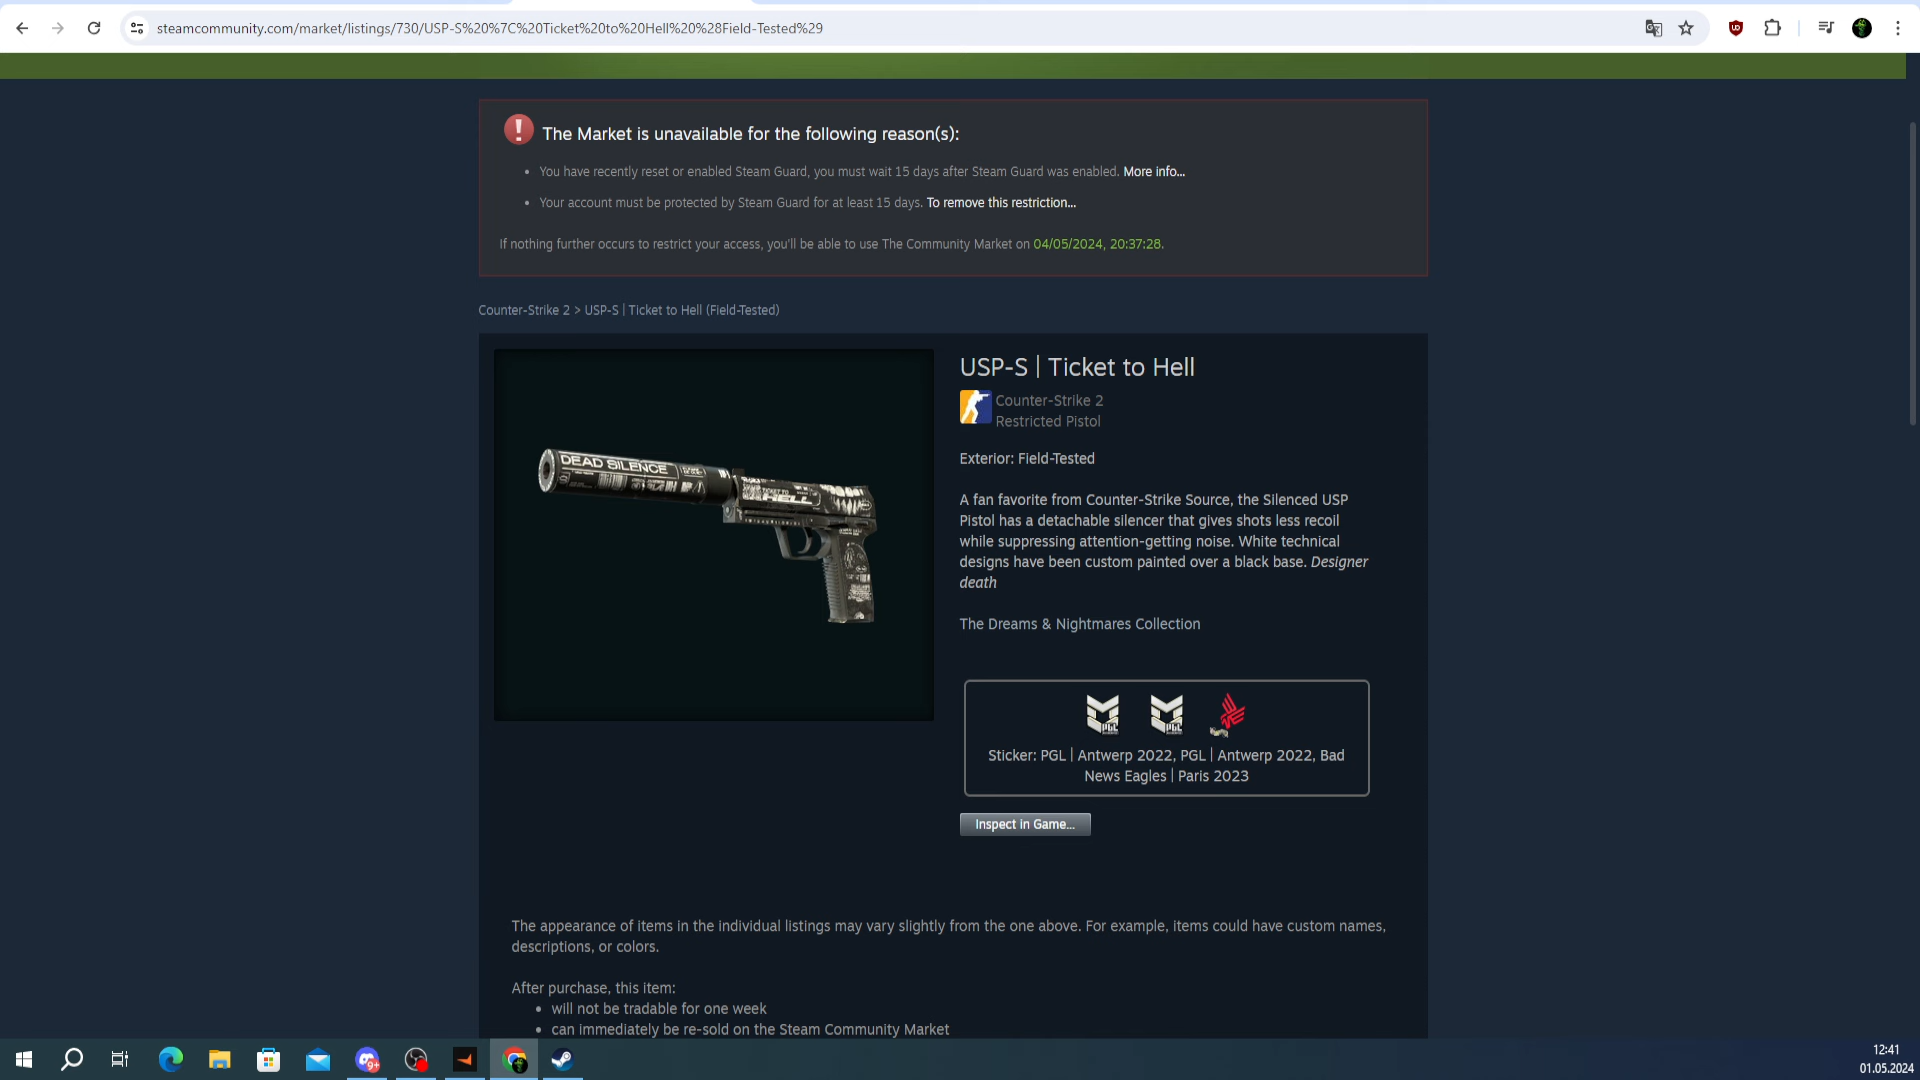 steamcommunity.com/market/listings/730/USP-S%20%7C%20Ticket%20to%20Hell%20%28Field-Tested%29
The Market is unavailable for the following reason(s):
You have recently reset or enabled Steam Guard, you must wait 15 days after Steam Guard was enabled. More info...
Your account must be protected by Steam Guard for at least 15 days. To remove this restriction...
If nothing further occurs to restrict your access, you'll be able to use The Community Market on 04/05/2024, 20:37:28.
Counter-Strike 2 > USP-S | Ticket to Hell (Field-Tested)
DEAD SILENCE
TICKET TO
HELL
USP-S | Ticket to Hell
Counter-Strike 2
Restricted Pistol
Exterior: Field-Tested
A fan favorite from Counter-Strike Source, the Silenced USP
Pistol has a detachable silencer that gives shots less recoil
while suppressing attention-getting noise. White technical
designs have been custom painted over a black base. Designer
death
The Dreams & Nightmares Collection
PGL PGL
Sticker: PGL | Antwerp 2022, PGL | Antwerp 2022, Bad
News Eagles | Paris 2023
Inspect in Game...
The appearance of items in the individual listings may vary slightly from the one above. For example, items could have custom names,
descriptions, or colors.
After purchase, this item:
will not be tradable for one week
can immediately be re-sold on the Steam Community Market
9+
12:41
01.05.2024